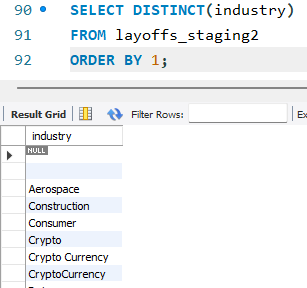 90 SELECT DISTINCT(industry)
91 FROM layoffs_staging2
92 ORDER BY 1;
Result Grid Filter Rows: Ex
industry
NULL
Aerospace
Construction
Consumer
Crypto
Crypto Currency
CryptoCurrency